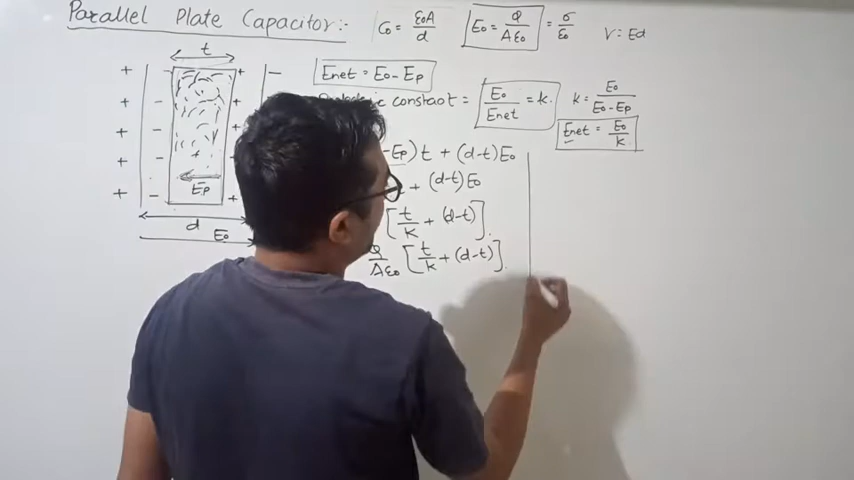 Parallel Plate Capacitor :-
C0 = ε0A/d
E0 = Q/Aε0 = σ/ε0
V = Ed
t
Enet = E0 - Ep
constant = E0/Enet = k.
k = E0/E0-Ep
Enet = E0/k
-Ep)t + (d-t)E0
+ (d-t)E0
[t/k + (d-t)].
Q/Aε0 [t/k + (d-t)].
+ - + -
+ - +
+ - +
+ - +
+ - +
Ep
d
E0